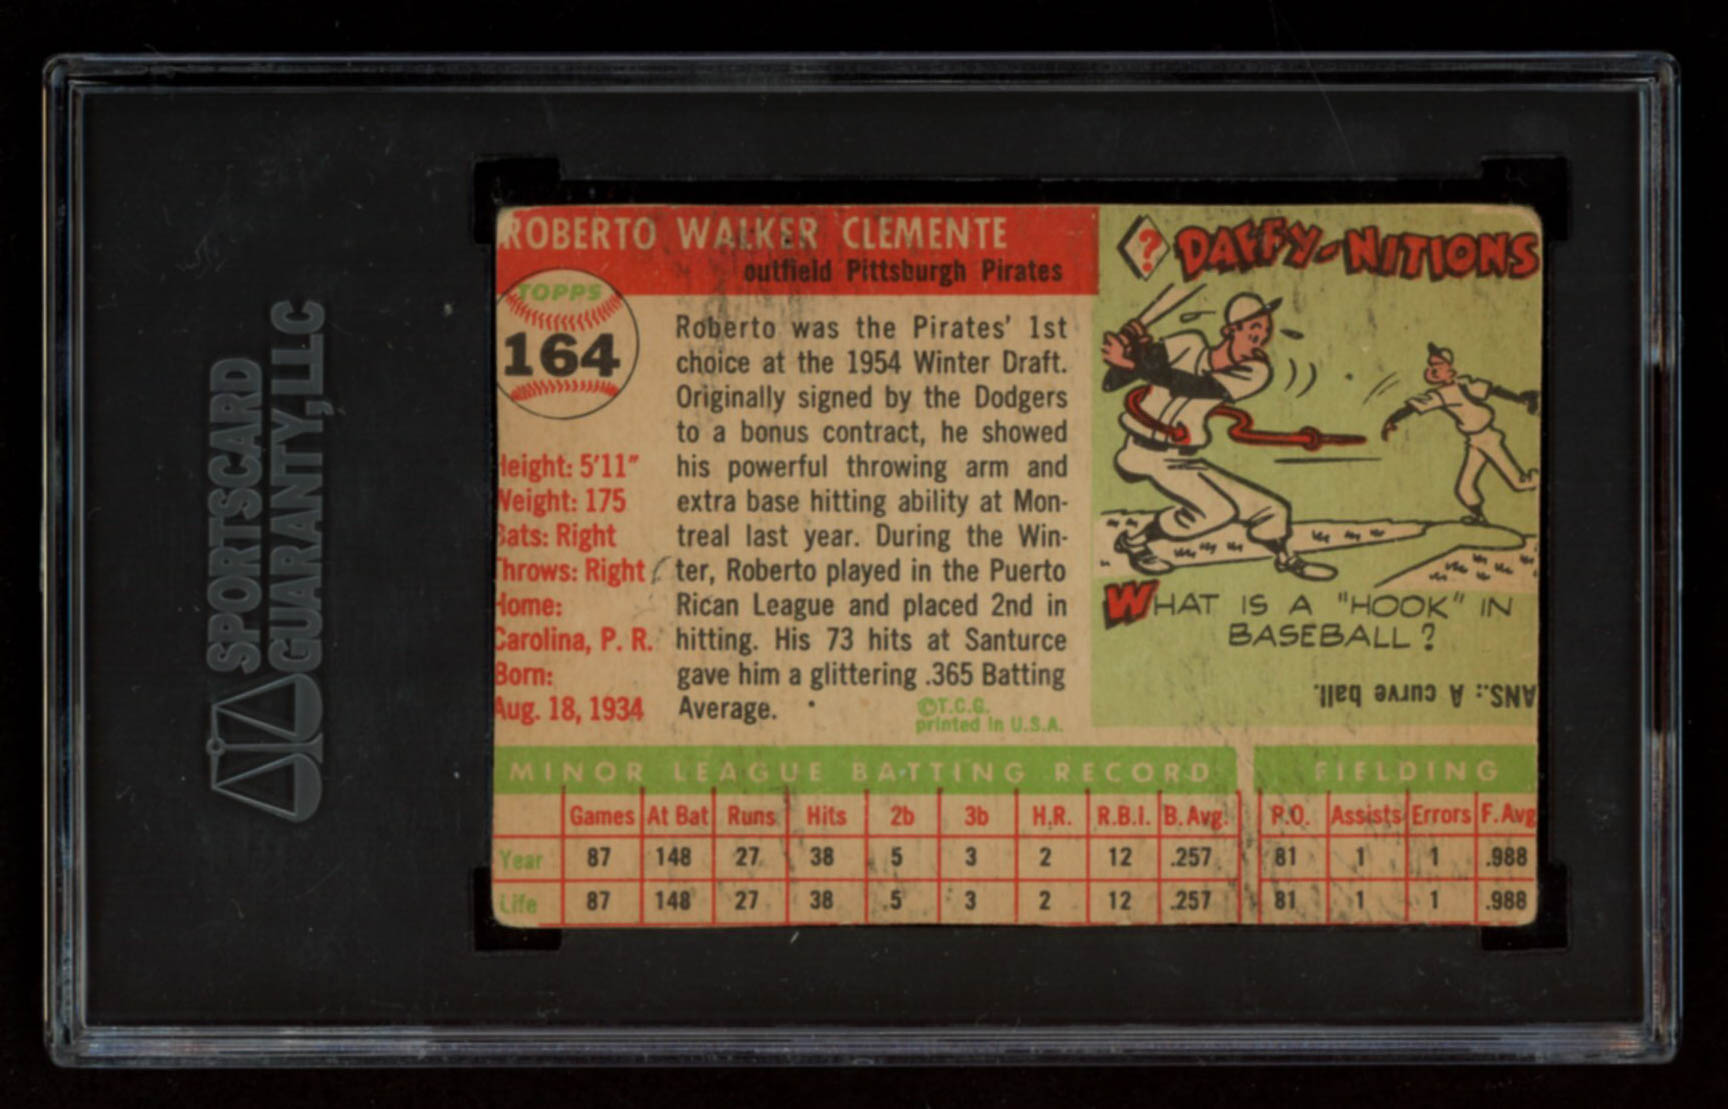 SPORTSCARD
GUARANTY,LLC
ROBERTO WALKER CLEMENTE
outfield Pittsburgh Pirates
TOPPS
164
Height: 5'11"
Weight: 175
Bats: Right
Throws: Right
Home:
Carolina, P. R.
Born:
Aug. 18, 1934
Roberto was the Pirates' 1st
choice at the 1954 Winter Draft.
Originally signed by the Dodgers
to a bonus contract, he showed
his powerful throwing arm and
extra base hitting ability at Mon-
treal last year. During the Win-
ter, Roberto played in the Puerto
Rican League and placed 2nd in
hitting. His 73 hits at Santurce
gave him a glittering .365 Batting
Average.
©T.C.G.
printed in U.S.A.
? DAFFY-NITIONS
WHAT IS A "HOOK" IN
BASEBALL?
ANS.: A curve ball.
MINOR LEAGUE BATTING RECORD FIELDING
Games At Bat Runs Hits 2b 3b H.R. R.B.I. B. Avg. P.O. Assists Errors F. Avg
Year 87 148 27 38 5 3 2 12 .257 81 1 1 .988
Life 87 148 27 38 5 3 2 12 .257 81 1 1 .988